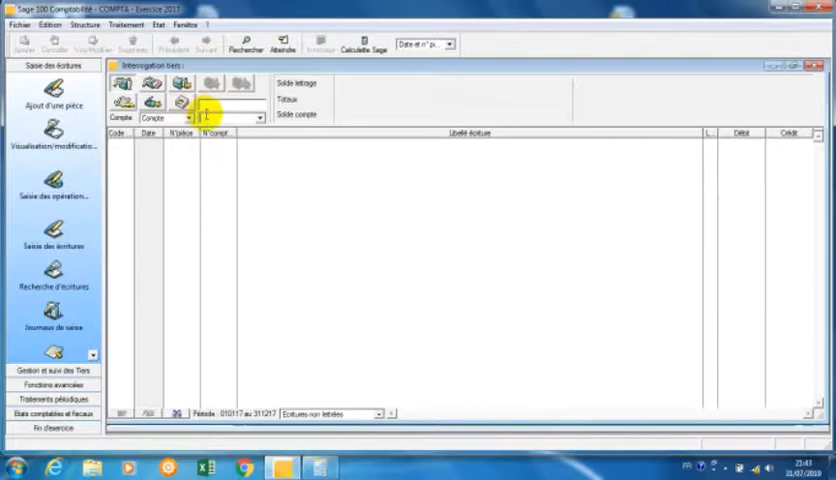 Sage 100 Comptabilité - COMPTA - Exercice 2017
Fichier Edition Structure Traitement Etat Fenêtre ?
Ajouter Consulter Voir/Modifier Supprimer Précédent Suivant Rechercher Atteindre Calculette Sage Date et n° pi...
Saisie des écritures
Interrogation tiers :
Ajout d'une pièce
Visualisation/modificatio...
Saisie des opération...
Saisie des écritures
Recherche d'écritures
Journaux de saisie
Gestion et suivi des Tiers
Fonctions avancées
Traitements périodiques
Etats comptables et fiscaux
Fin d'exercice
Solde lettrage
Totaux
Compte Compte Solde compte
Code ... Date N°pièce N°compt... Libellé écriture L... Débit Crédit
Période : 010117 au 311217 Ecritures non lettrées
FR 21:43
31/07/2019